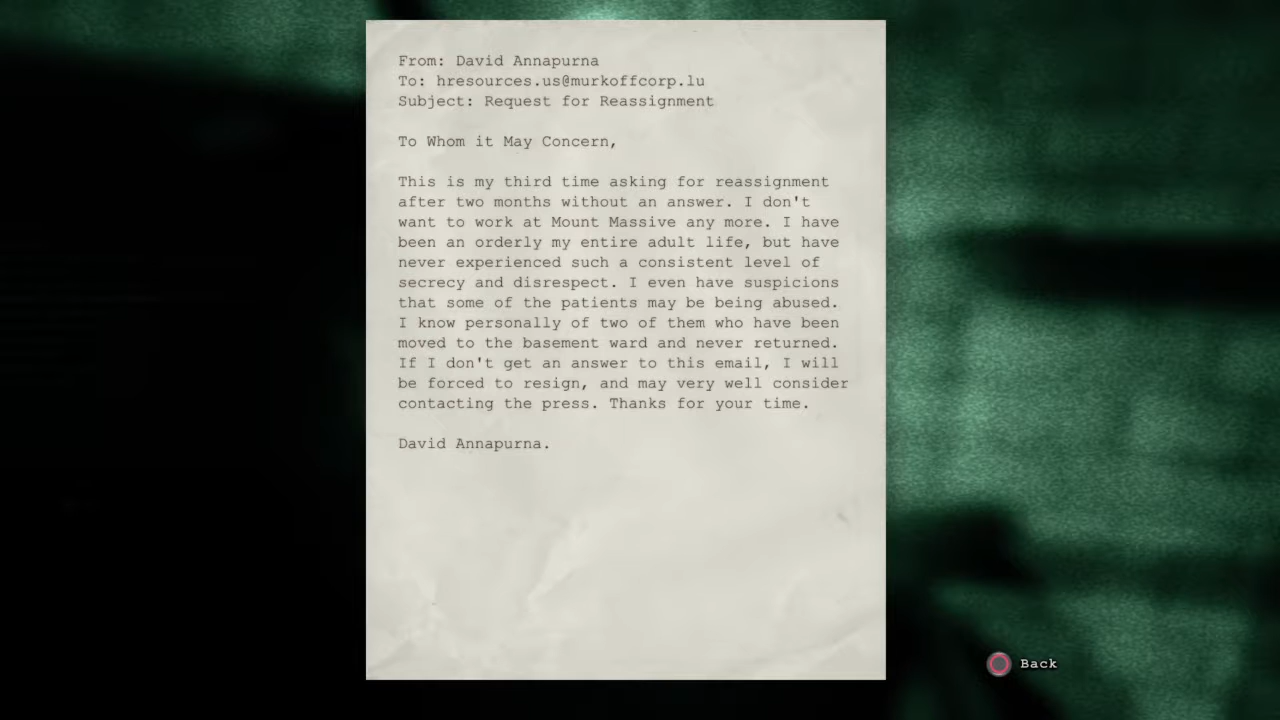 From: David Annapurna
To: hresources.us@murkoffcorp.lu
Subject: Request for Reassignment
To Whom it May Concern,
This is my third time asking for reassignment
after two months without an answer. I don't
want to work at Mount Massive any more. I have
been an orderly my entire adult life, but have
never experienced such a consistent level of
secrecy and disrespect. I even have suspicions
that some of the patients may be being abused.
I know personally of two of them who have been
moved to the basement ward and never returned.
If I don't get an answer to this email, I will
be forced to resign, and may very well consider
contacting the press. Thanks for your time.
David Annapurna.
Back